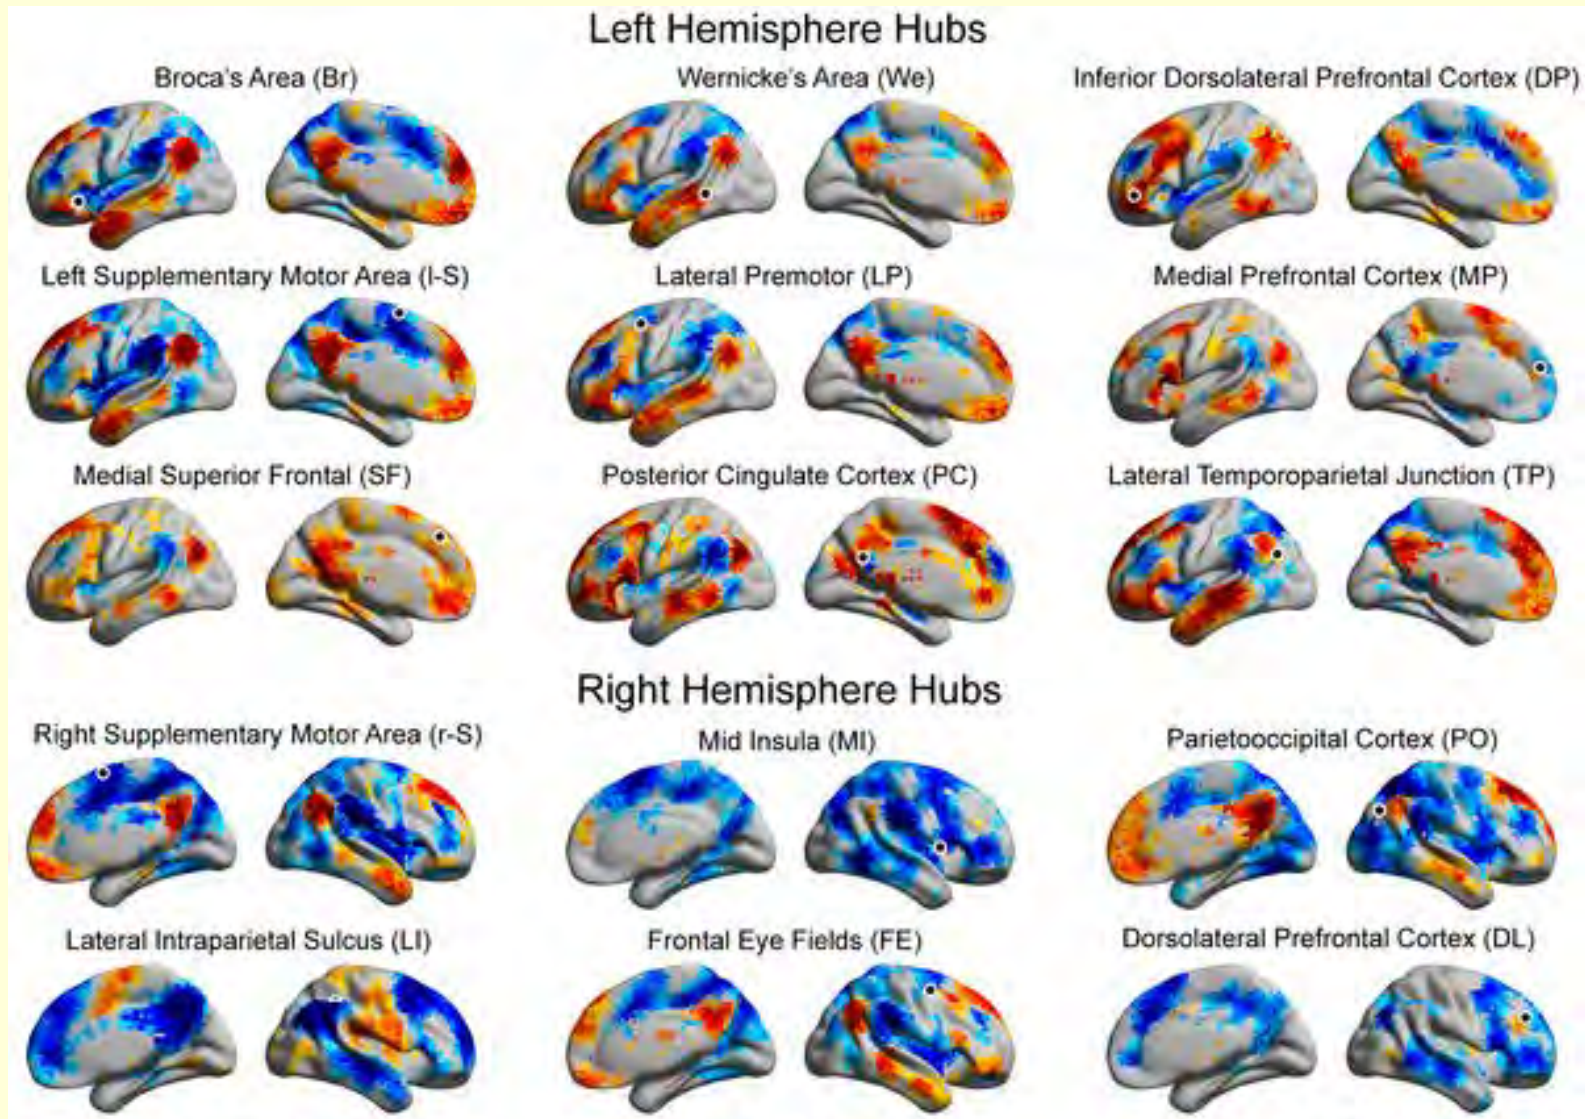 Left Hemisphere Hubs
Broca's Area (Br)
Wernicke's Area (We)
Inferior Dorsolateral Prefrontal Cortex (DP)
Left Supplementary Motor Area (l-S)
Lateral Premotor (LP)
Medial Prefrontal Cortex (MP)
Medial Superior Frontal (SF)
Posterior Cingulate Cortex (PC)
Lateral Temporoparietal Junction (TP)
Right Hemisphere Hubs
Right Supplementary Motor Area (r-S)
Mid Insula (MI)
Parietooccipital Cortex (PO)
Lateral Intraparietal Sulcus (LI)
Frontal Eye Fields (FE)
Dorsolateral Prefrontal Cortex (DL)